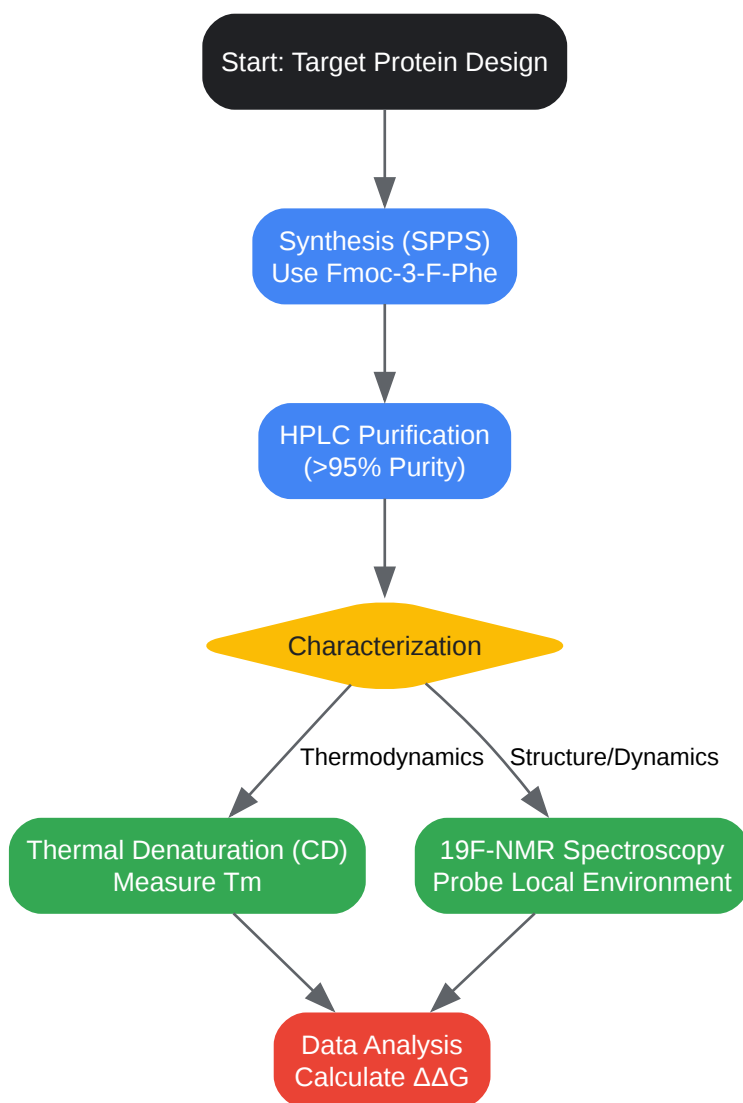 Start: Target Protein Design
Synthesis (SPPS)
Use Fmoc-3-F-Phe
HPLC Purification
(>95% Purity)
Characterization
Thermodynamics
Structure/Dynamics
Thermal Denaturation (CD)
Measure Tm
19F-NMR Spectroscopy
Probe Local Environment
Data Analysis
Calculate ΔΔG